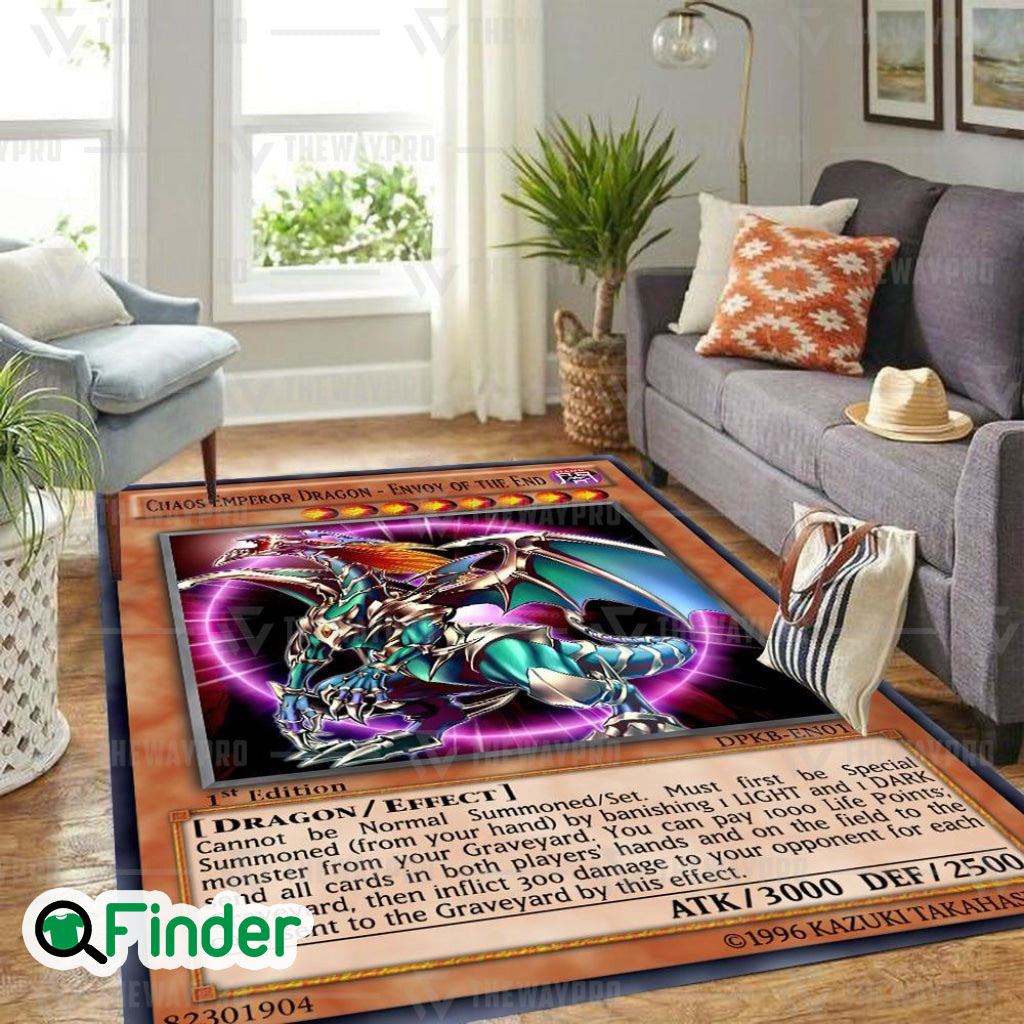 THEWAYPRO
CHAOS EMPEROR DRAGON - ENVOY OF THE END
DPKB-EN01
1st Edition
[DRAGON/EFFECT]
Cannot be Normal Summoned/Set. Must first be Special
Summoned (from your hand) by banishing 1 LIGHT and 1 DARK
monster from your Graveyard. You can pay 1000 Life Points;
send all cards in both players' hands and on the field to the
Graveyard, then inflict 300 damage to your opponent for each
sent to the Graveyard by this effect.
ATK/3000 DEF/2500
©1996 KAZUKI TAKAHAS
82301904
Finder